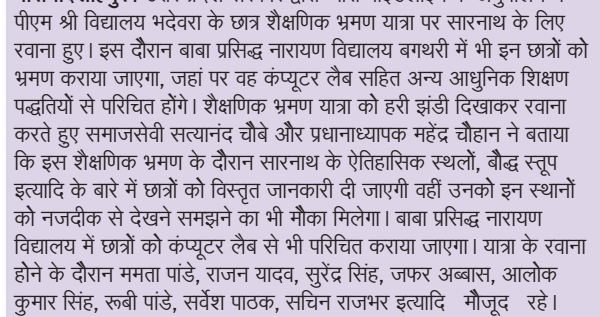 पीएम श्री विद्यालय भदेवरा के छात्र शैक्षणिक भ्रमण यात्रा पर सारनाथ के लिए
रवाना हुए। इस दौरान बाबा प्रसिद्ध नारायण विद्यालय बगथरी में भी इन छात्रों को
भ्रमण कराया जाएगा, जहां पर वह कंप्यूटर लैब सहित अन्य आधुनिक शिक्षण
पद्धतियों से परिचित होंगे। शैक्षणिक भ्रमण यात्रा को हरी झंडी दिखाकर रवाना
करते हुए समाजसेवी सत्यानंद चौबे और प्रधानाध्यापक महेंद्र चौहान ने बताया
कि इस शैक्षणिक भ्रमण के दौरान सारनाथ के ऐतिहासिक स्थलों, बौद्ध स्तूप
इत्यादि के बारे में छात्रों को विस्तृत जानकारी दी जाएगी वहीं उनको इन स्थानों
को नजदीक से देखने समझने का भी मौका मिलेगा। बाबा प्रसिद्ध नारायण
विद्यालय में छात्रों को कंप्यूटर लैब से भी परिचित कराया जाएगा। यात्रा के रवाना
होने के दौरान ममता पांडे, राजन यादव, सुरेंद्र सिंह, जफर अब्बास, आलोक
कुमार सिंह, रूबी पांडे, सर्वेश पाठक, सचिन राजभर इत्यादि मौजूद रहे।